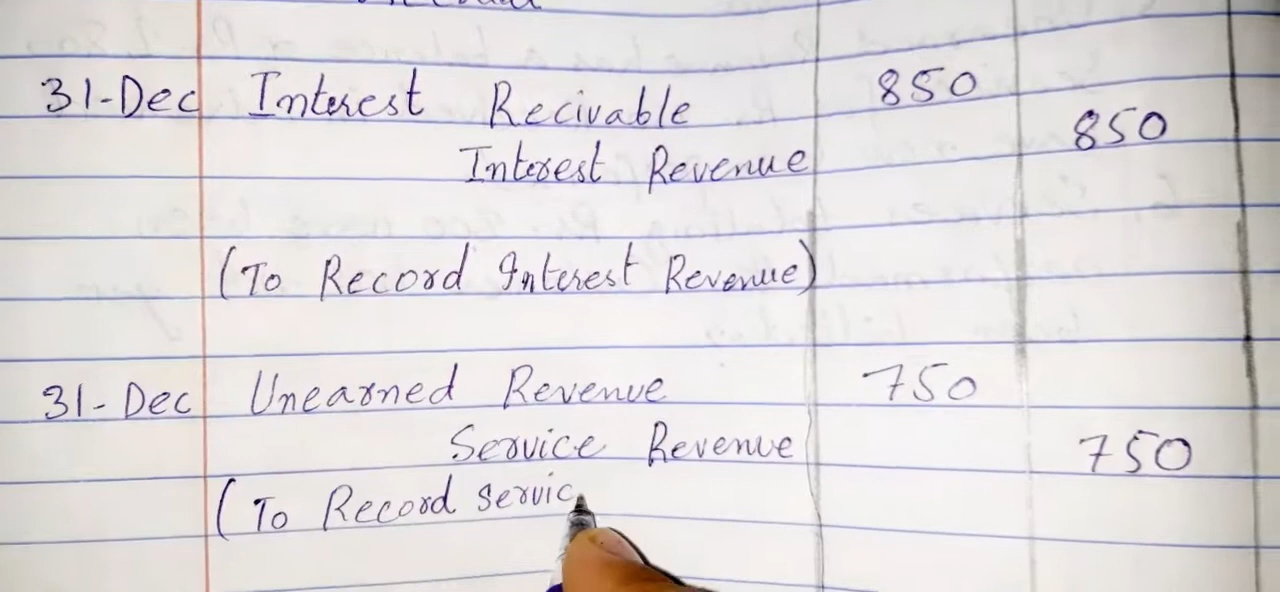 31-Dec Interest Recivable 850
Interest Revenue 850
(To Record Interest Revenue)
31-Dec Unearned Revenue 750
Service Revenue 750
(To Record Servic